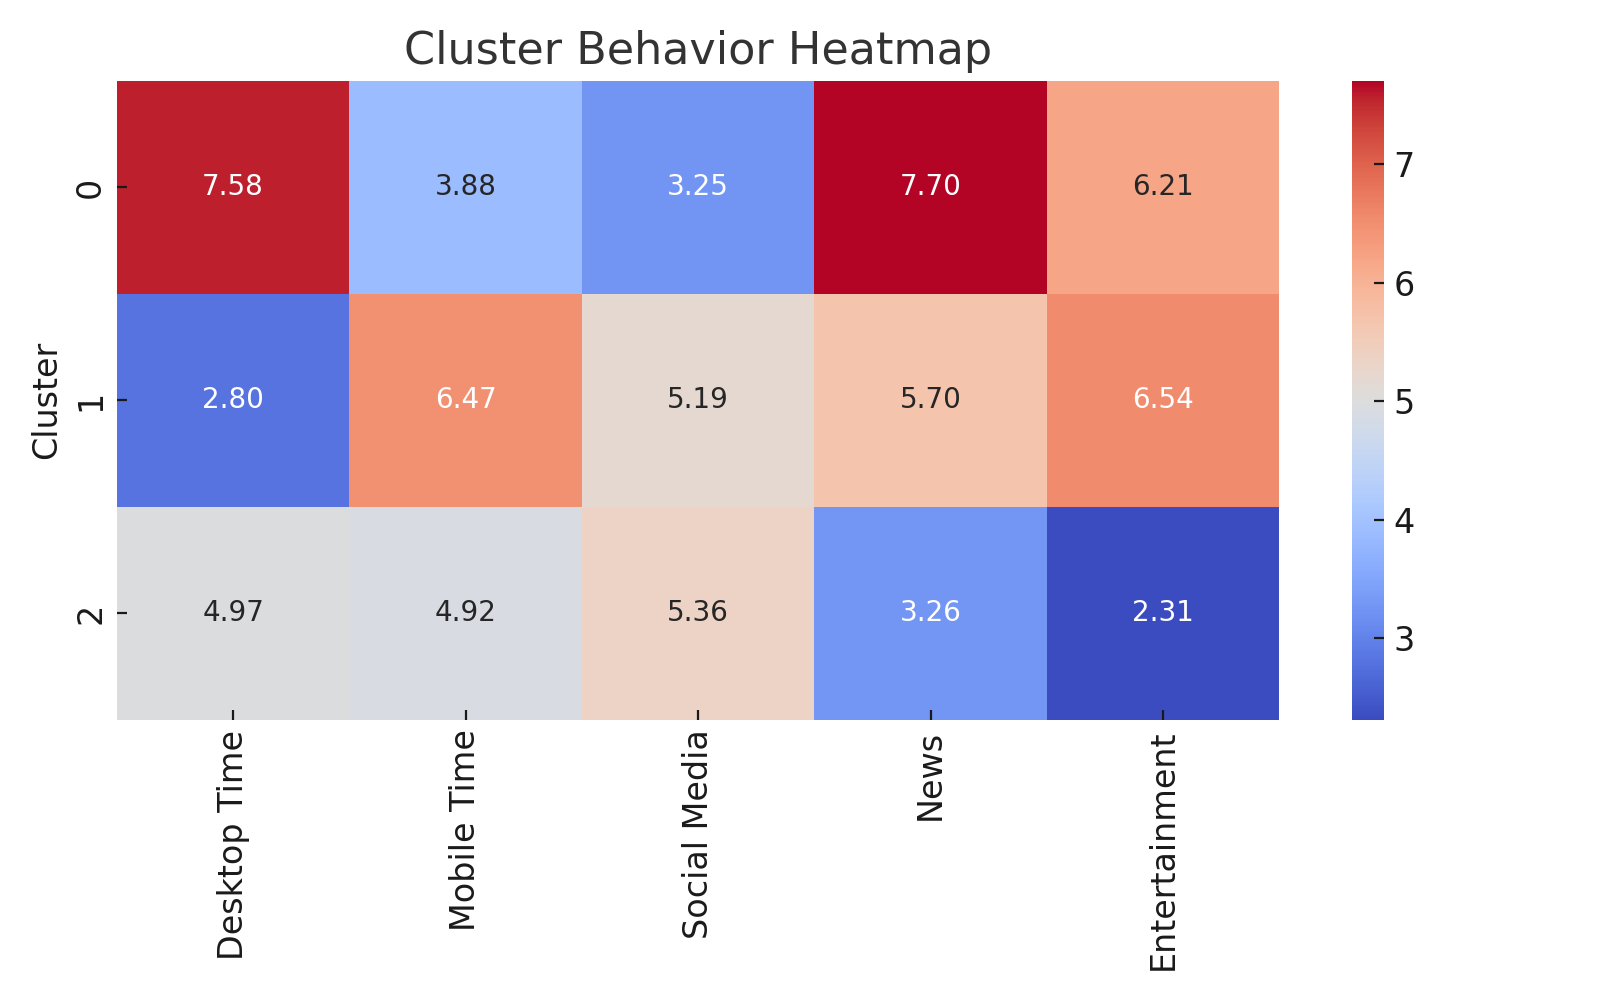 Cluster Behavior Heatmap
Cluster
0
7.58 3.88 3.25 7.70 6.21
1
2.80 6.47 5.19 5.70 6.54
2
4.97 4.92 5.36 3.26 2.31
Desktop Time
Mobile Time
Social Media
News
Entertainment
7
6
5
4
3